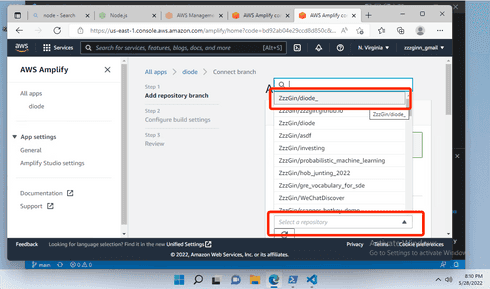 node - Search
Node.js
AWS Manageme
AWS Amplify co
AWS Amplify co
https://us-east-1.console.aws.amazon.com/amplify/home?code=bd92ab04e29ccd8d850c&...
aws
Services
Search for services, features, blogs, docs, and more
[Alt+S]
N. Virginia
zzzginn_gmail
AWS Amplify
All apps
diode
App settings
General
Amplify Studio settings
Documentation
Support
All apps
diode
Connect branch
Step 1
Add repository branch
Step 2
Configure build settings
Step 3
Review
A
ZzzGin/diode_
ZzzGin/diode_
ZzzGin/diode
ZzzGin/asdf
ZzzGin/investing
ZzzGin/probabilistic_machine_learning
ZzzGin/hob_junting_2022
ZzzGin/gre_vocabulary_for_sde
ZzzGin/WeChatDiscover
Select a repository
Feedback
Looking for language selection? Find it in the new Unified Settings
Privacy
Terms
Cookie preferences
© 2022, Amazon Web Services, Inc. or its affiliates.
Activate Windows
Go to Settings to activate Windows
main
0
0
8:10 PM
5/28/2022